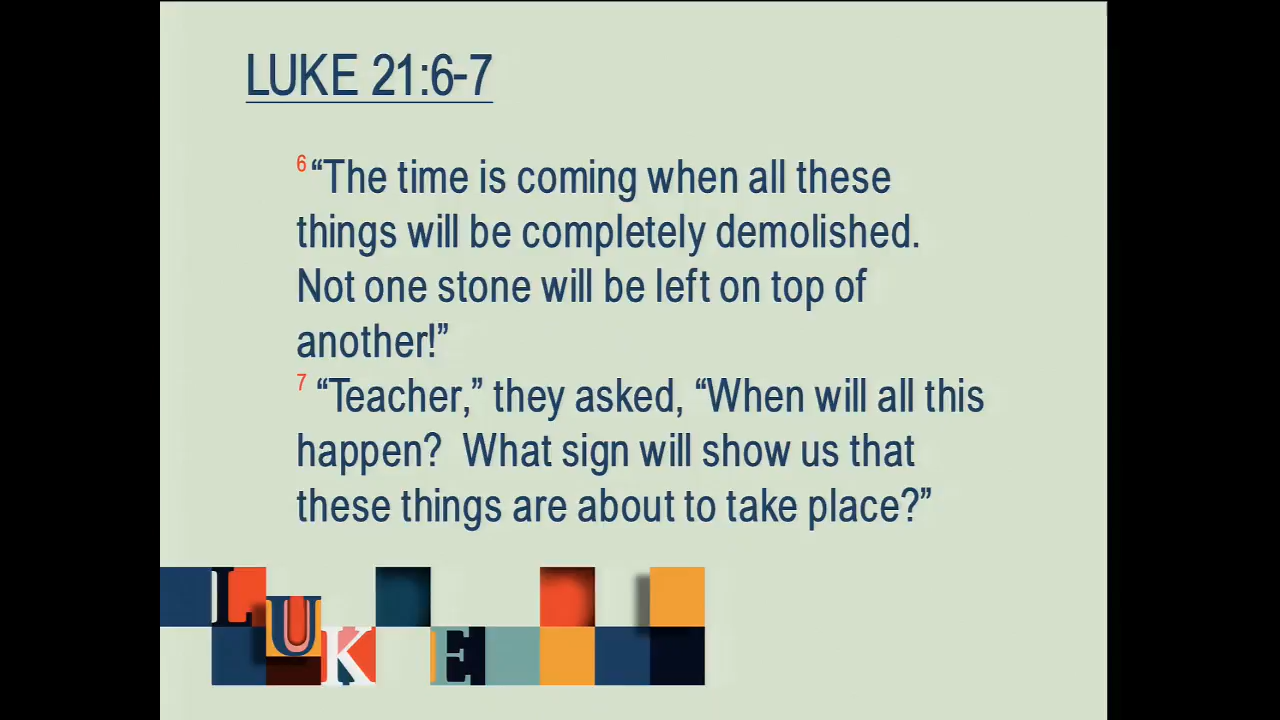 LUKE 21:6-7
6 “The time is coming when all these
things will be completely demolished.
Not one stone will be left on top of
another!”
7 “Teacher,” they asked, “When will all this
happen?  What sign will show us that
these things are about to take place?”
LUKE